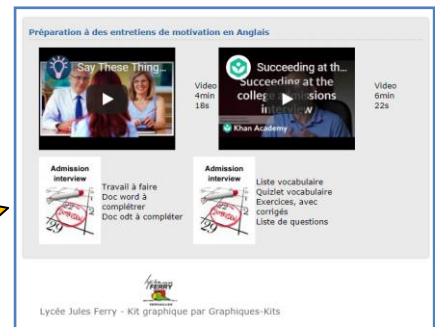 Préparation à des entretiens de motivation en Anglais
Say These Thing...
Video
4min
18s
Succeeding at th...
Succeeding at the
college admissions
interview
Khan Academy
Video
6min
22s
Admission
interview
Travail à faire
Doc word à
complétrer
Doc odt à compléter
Admission
interview
Liste vocabulaire
Quizlet vocabulaire
Exercices, avec
corrigés
Liste de questions
FERRY
Lycée Jules Ferry - Kit graphique par Graphiques-Kits